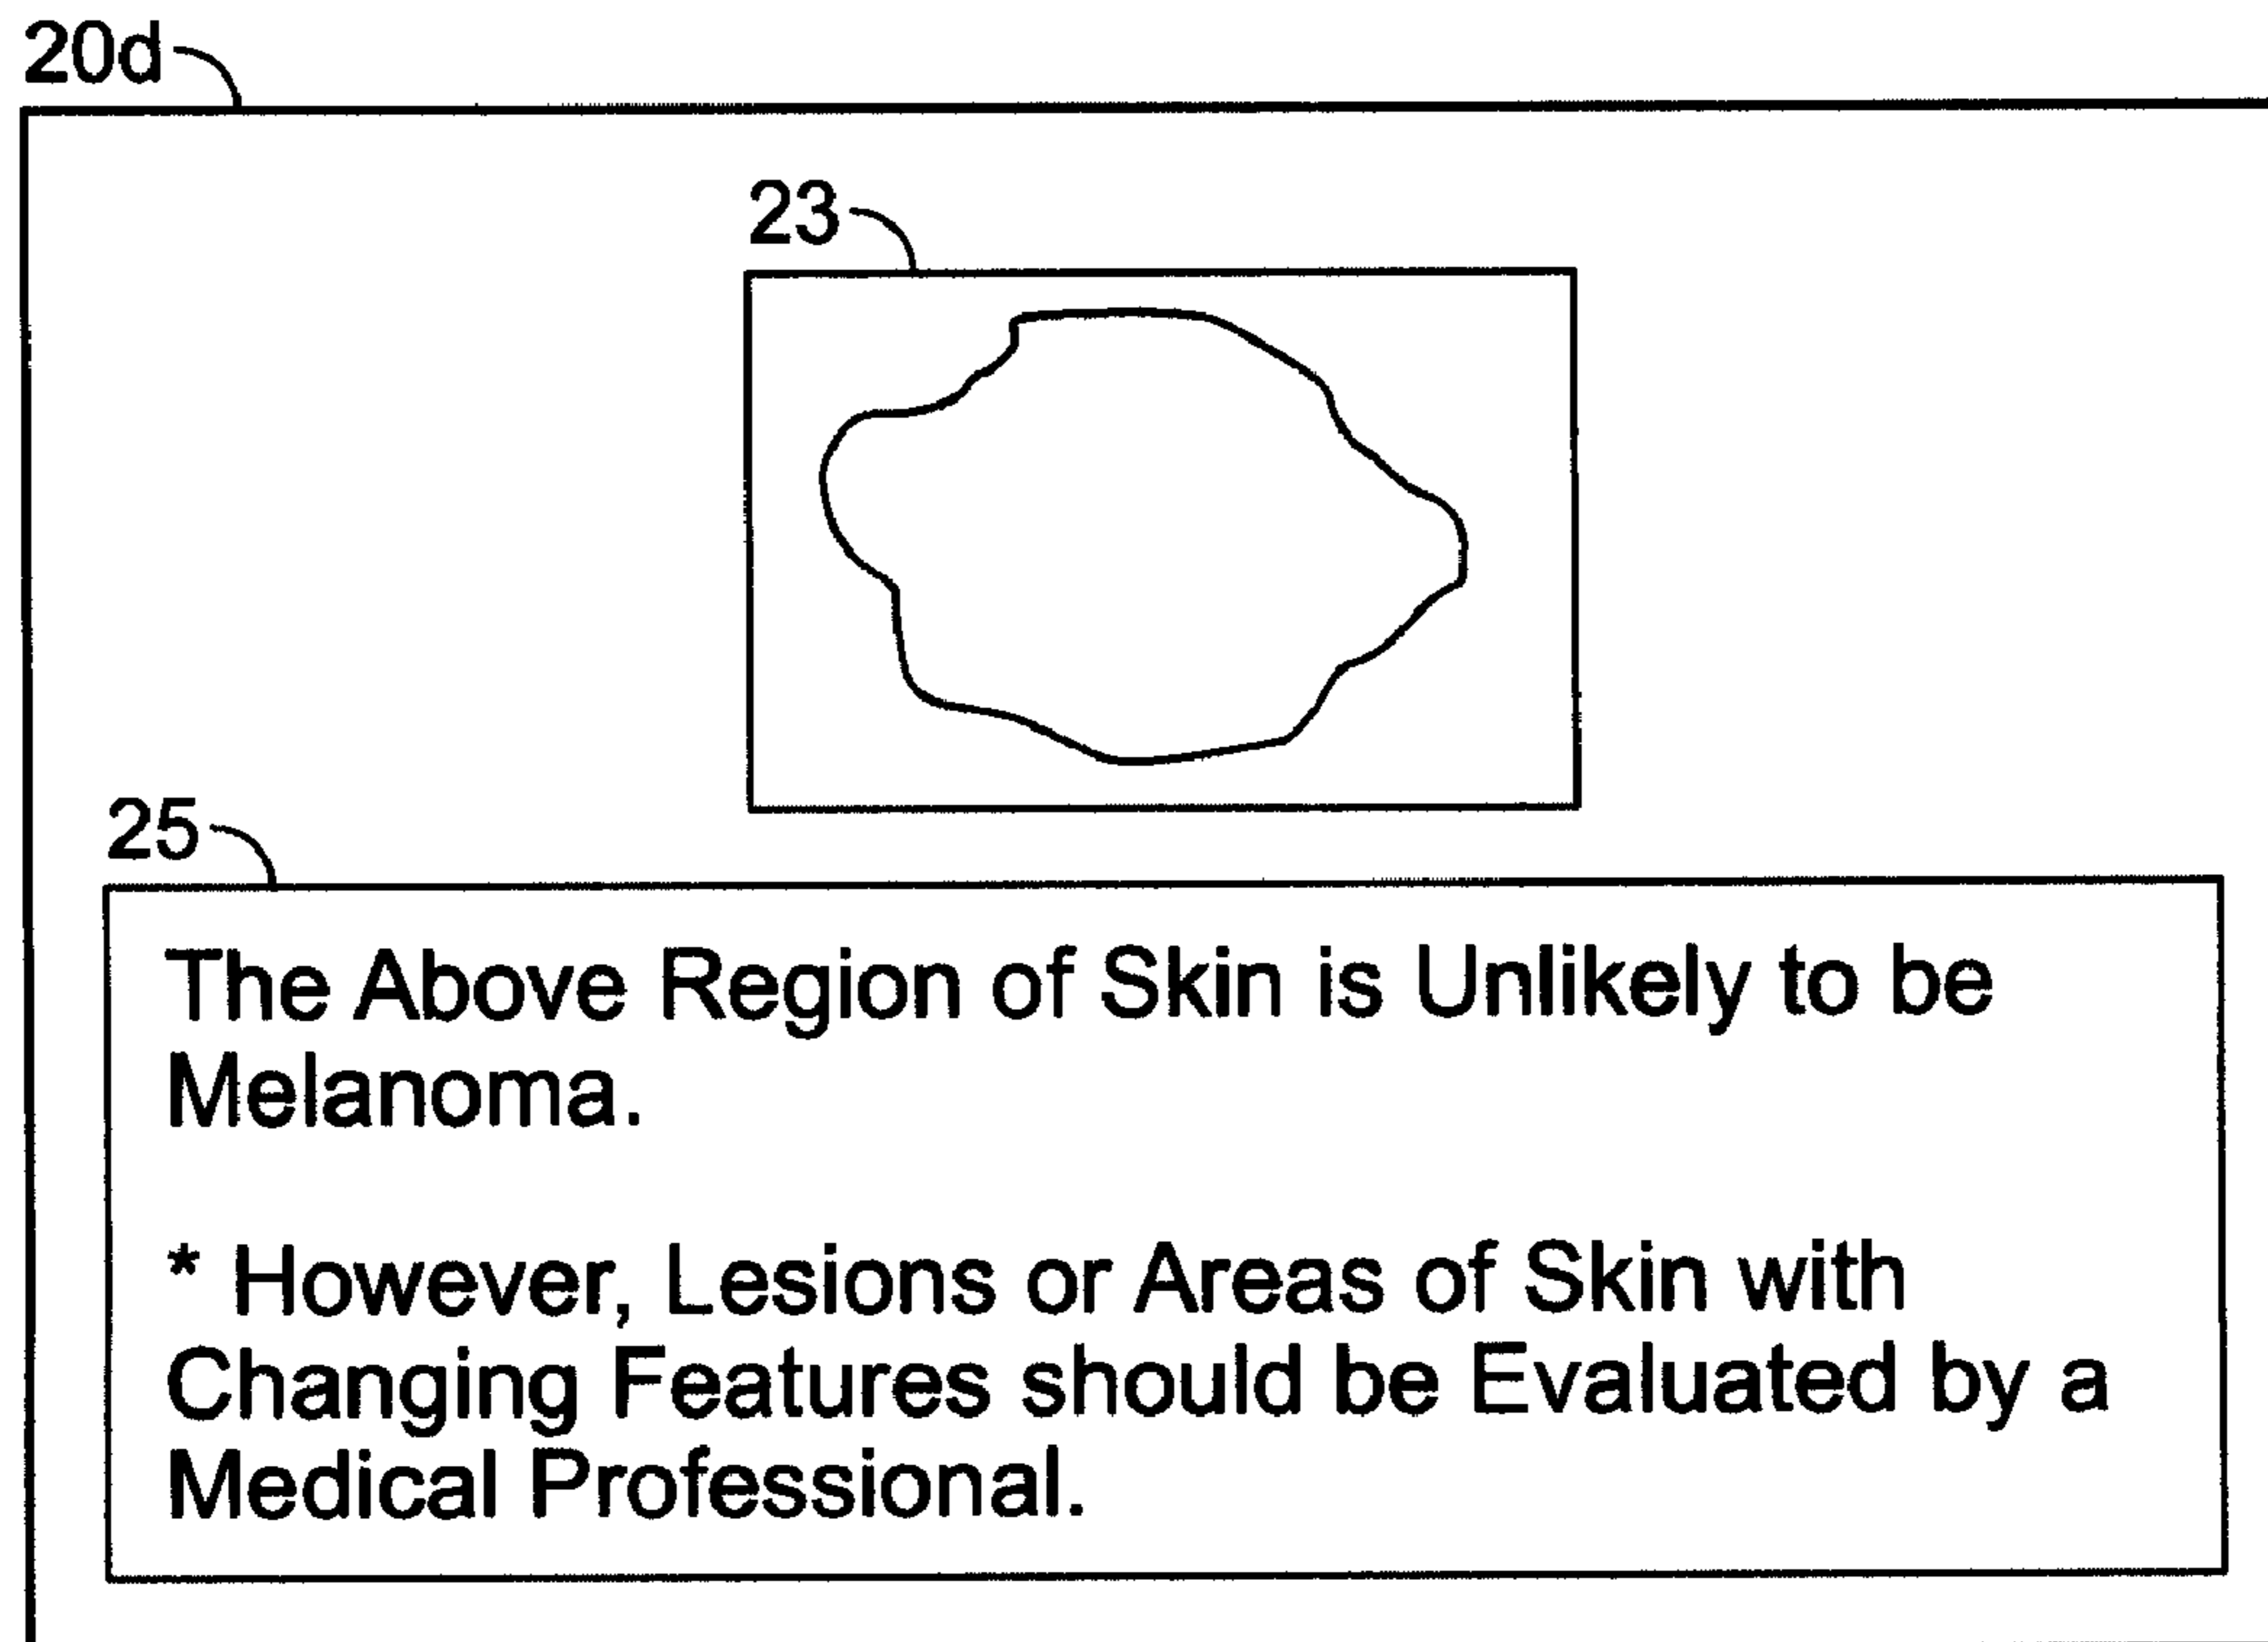 20d
23
25
The Above Region of Skin is Unlikely to be
Melanoma.
* However, Lesions or Areas of Skin with
Changing Features should be Evaluated by a
Medical Professional.